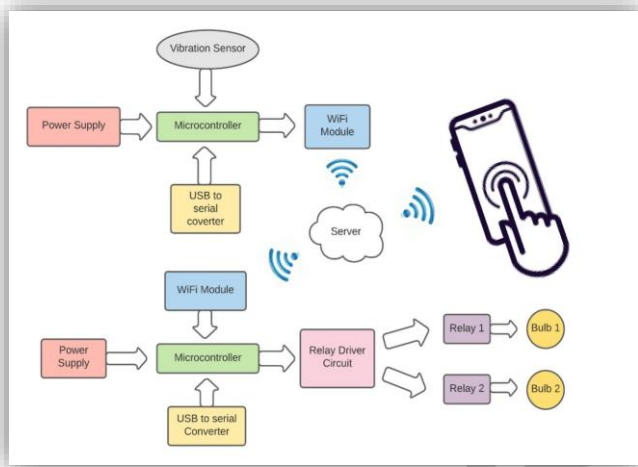 Vibration Sensor
Power Supply
Microcontroller
WiFi
Module
USB to
serial
coverter
Server
WiFi Module
Power
Supply
Microcontroller
Relay Driver
Circuit
Relay 1
Bulb 1
Relay 2
Bulb 2
USB to serial
Converter